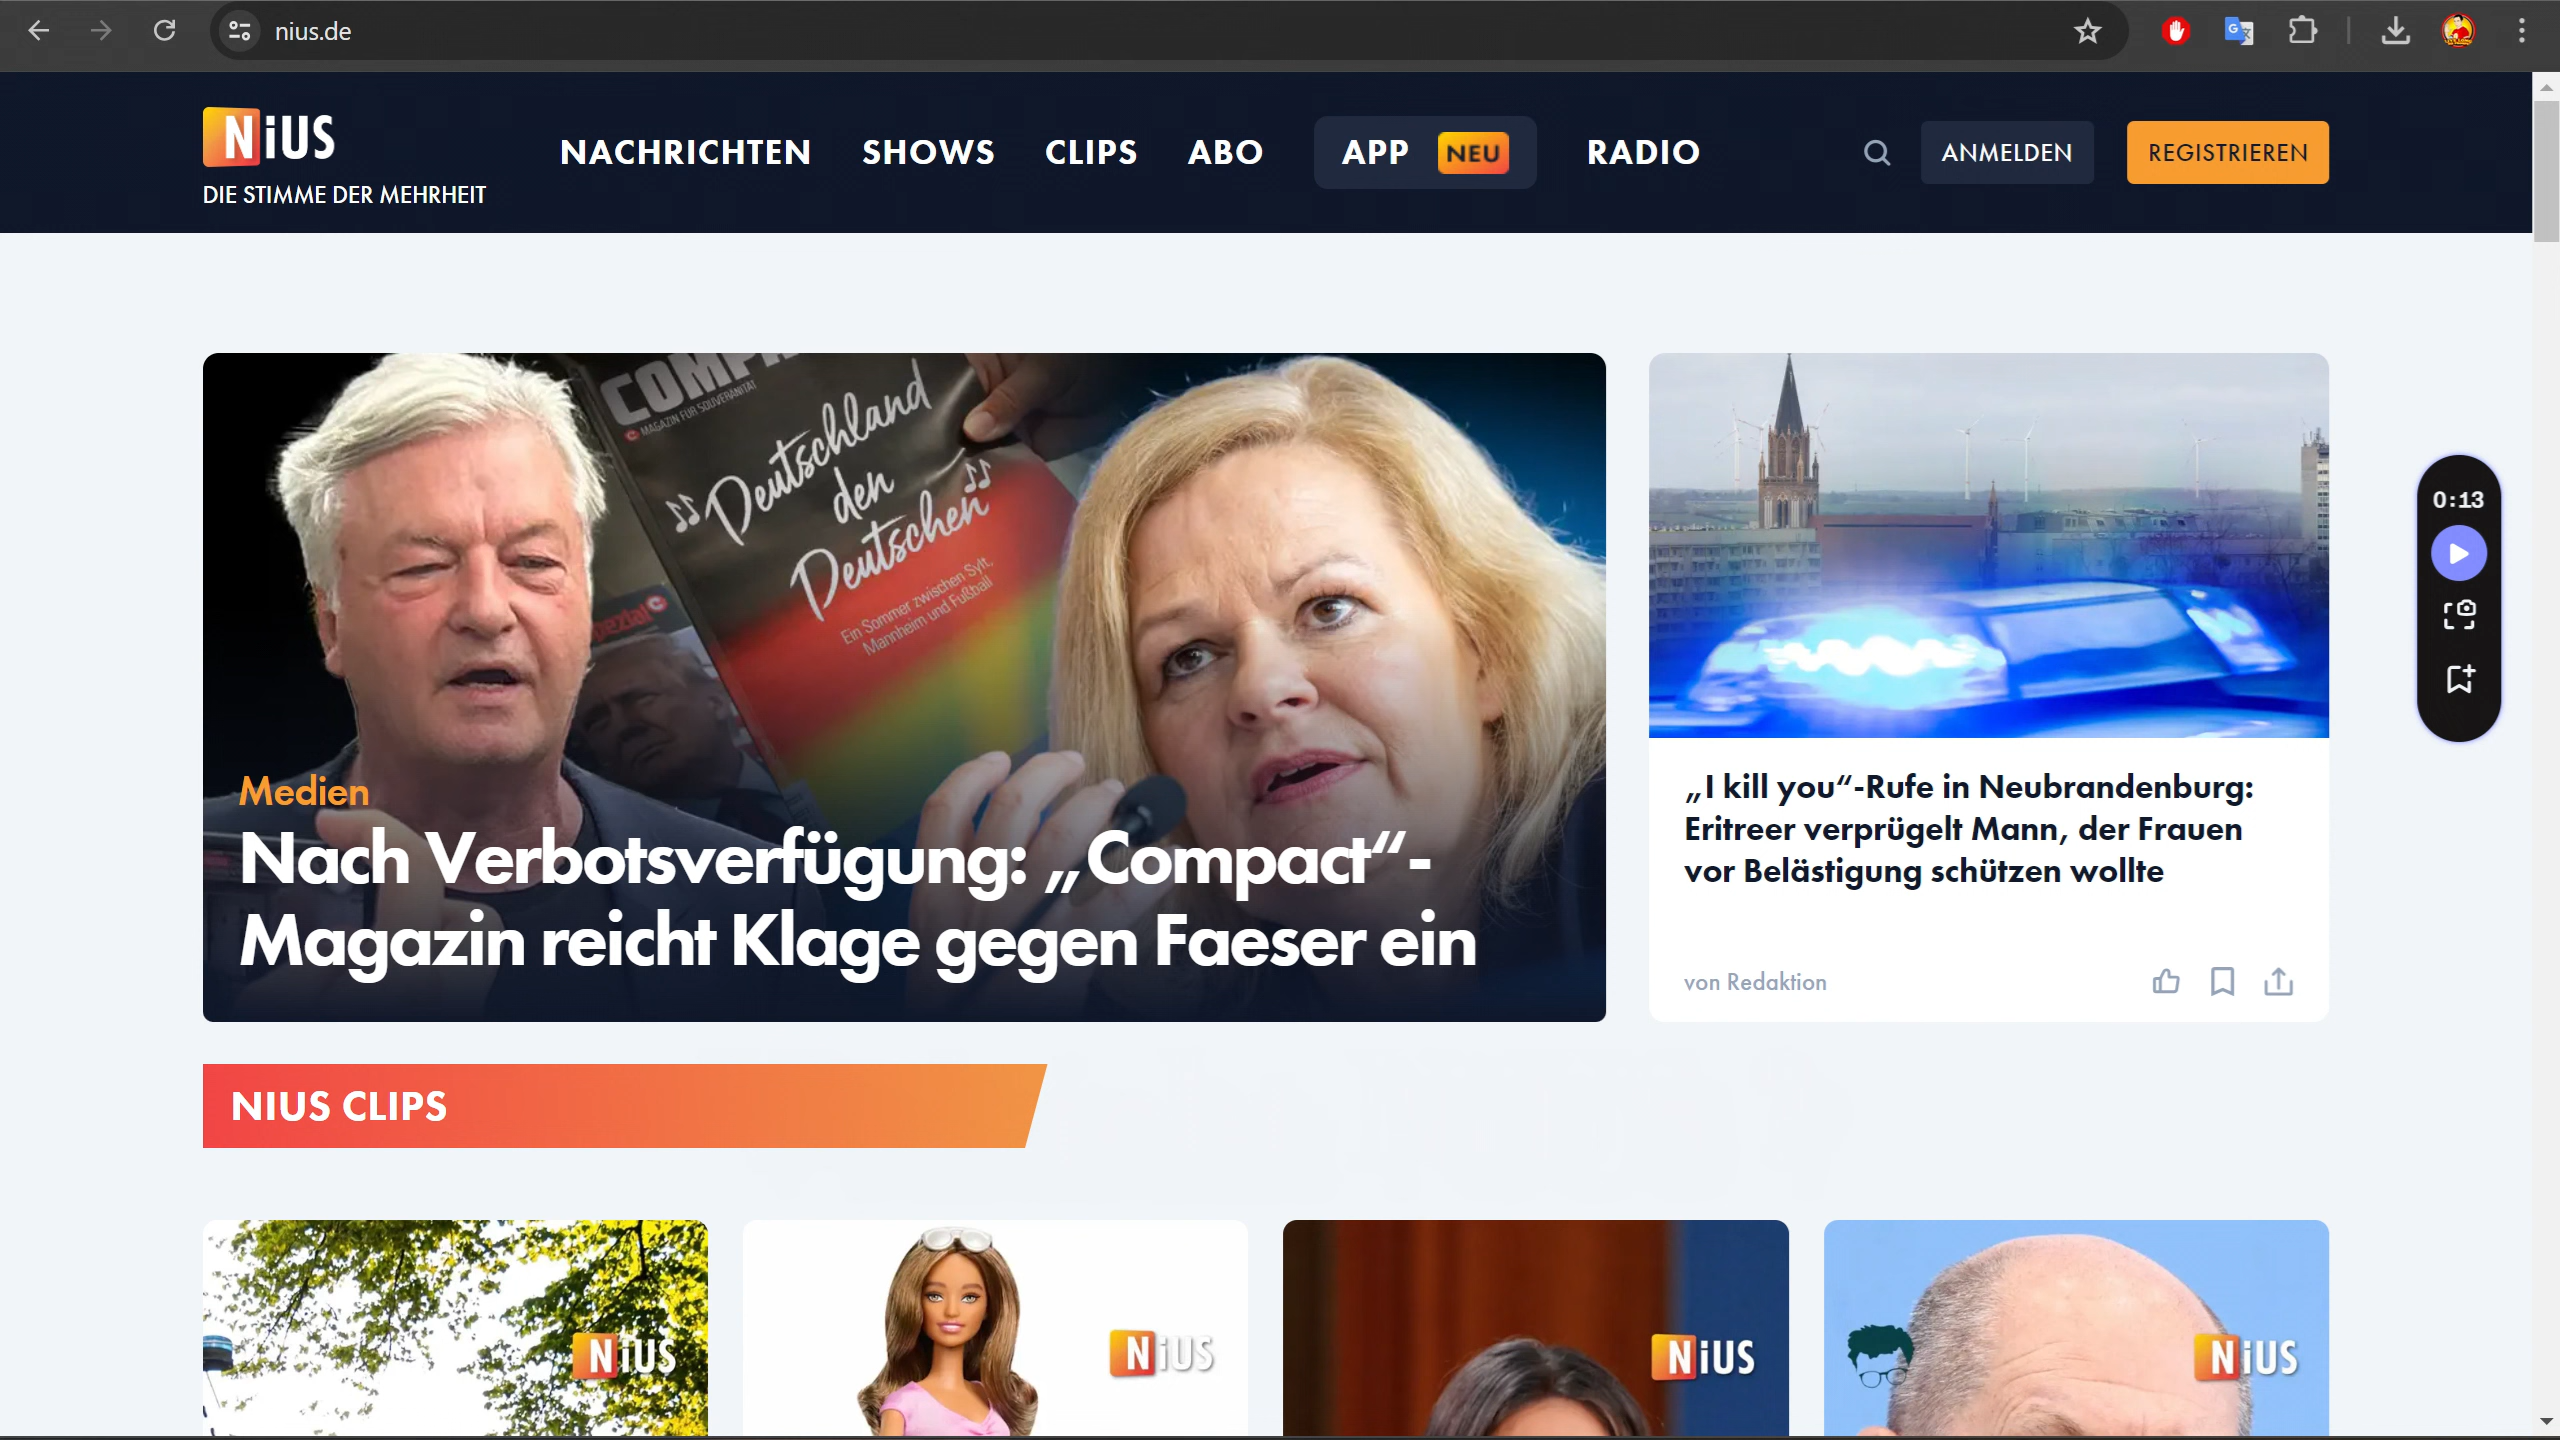 nius.de
NiUS
DIE STIMME DER MEHRHEIT
NACHRICHTEN
SHOWS
CLIPS
ABO
APP
NEU
RADIO
ANMELDEN
REGISTRIEREN
MAGAZIN FÜR SOUVERÄNITÄT
„Deutschland
den
Deutschen“
Ein Sommer zwischen Sylt,
Mannheim und Fußball
Medien
Nach Verbotsverfügung: „Compact“-
Magazin reicht Klage gegen Faeser ein
„I kill you“-Rufe in Neubrandenburg:
Eritreer verprügelt Mann, der Frauen
vor Belästigung schützen wollte
von Redaktion
0:13
NIUS CLIPS
NiUS
NiUS
NiUS
NiUS